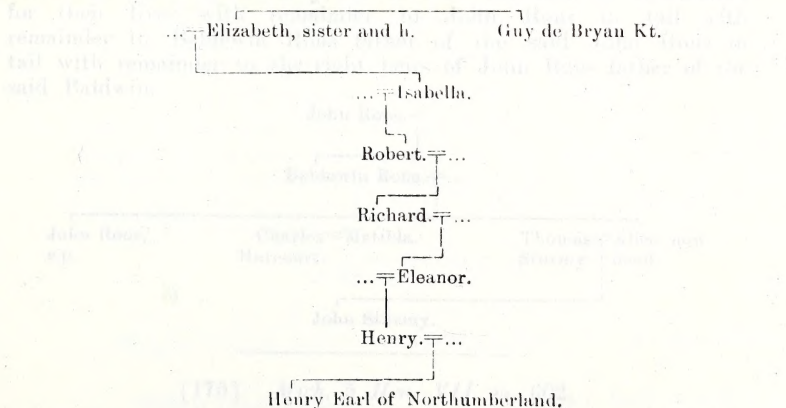 ...=Elizabeth, sister and h. Guy de Bryan Kt.
...=Isabella.
Robert.=...
Richard.=...
...=Eleanor.
Henry.=...
Henry Earl of Northumberland.